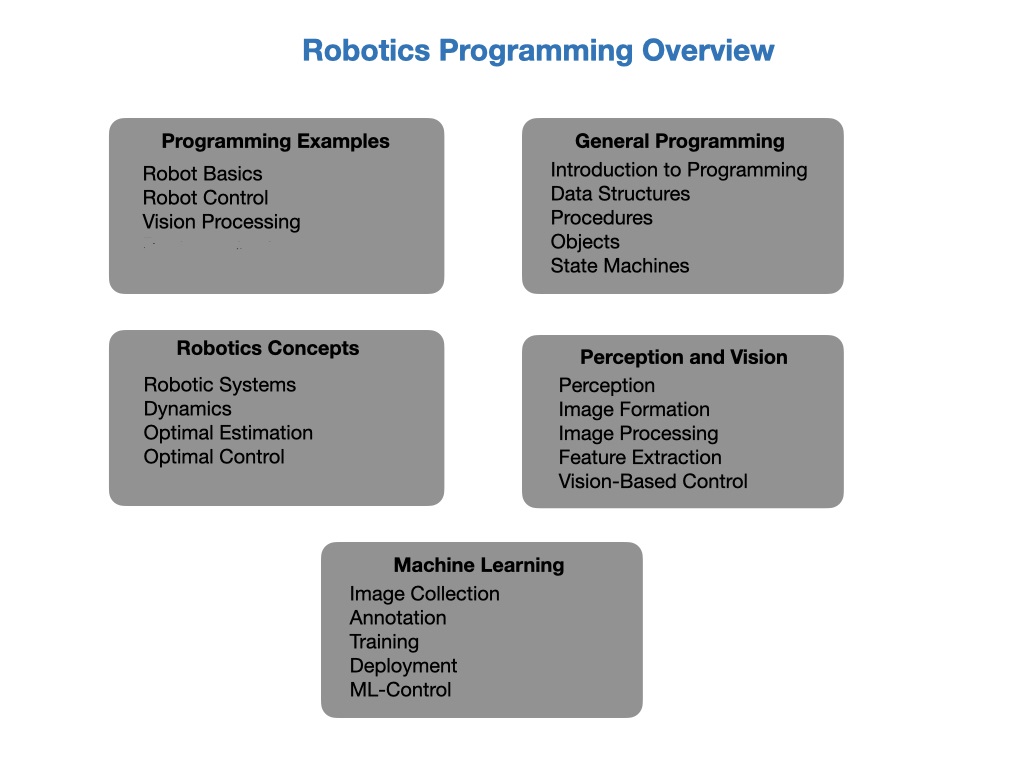 Robotics Programming Overview
Programming Examples
Robot Basics
Robot Control
Vision Processing
General Programming
Introduction to Programming
Data Structures
Procedures
Objects
State Machines
Robotics Concepts
Robotic Systems
Dynamics
Optimal Estimation
Optimal Control
Perception and Vision
Perception
Image Formation
Image Processing
Feature Extraction
Vision-Based Control
Machine Learning
Image Collection
Annotation
Training
Deployment
ML-Control